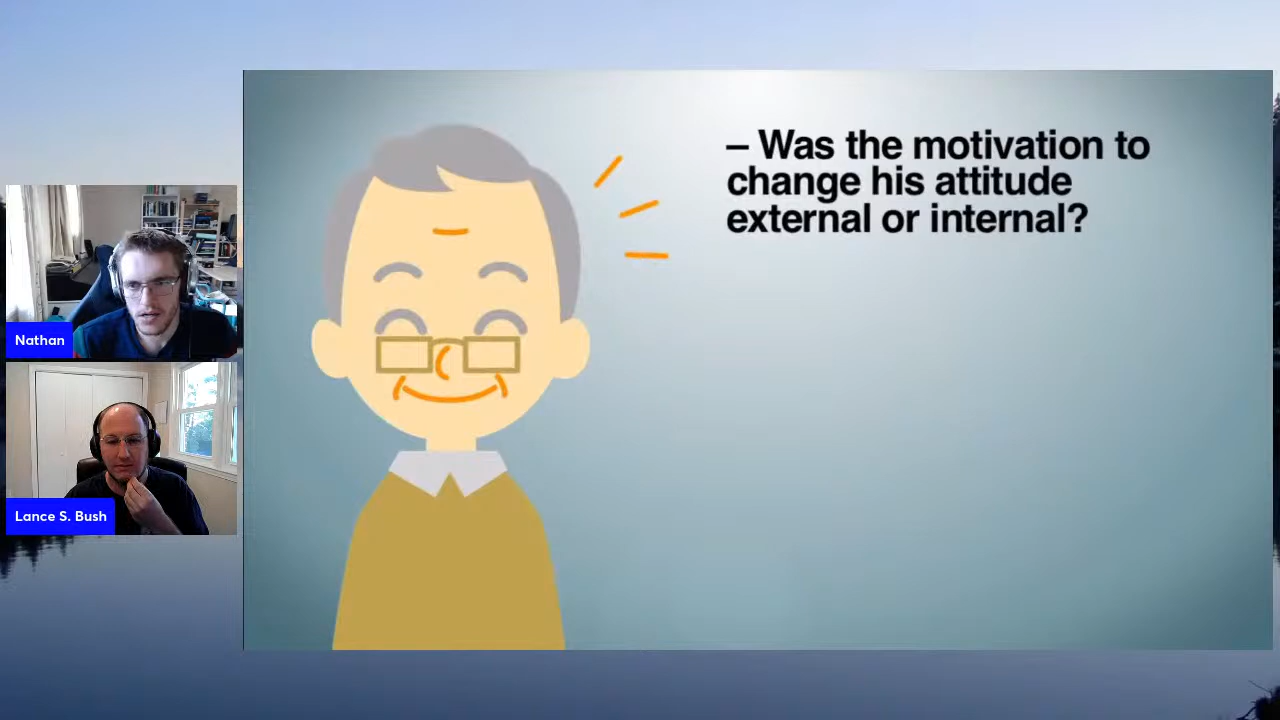 – Was the motivation to
change his attitude
external or internal?
Nathan
Lance S. Bush